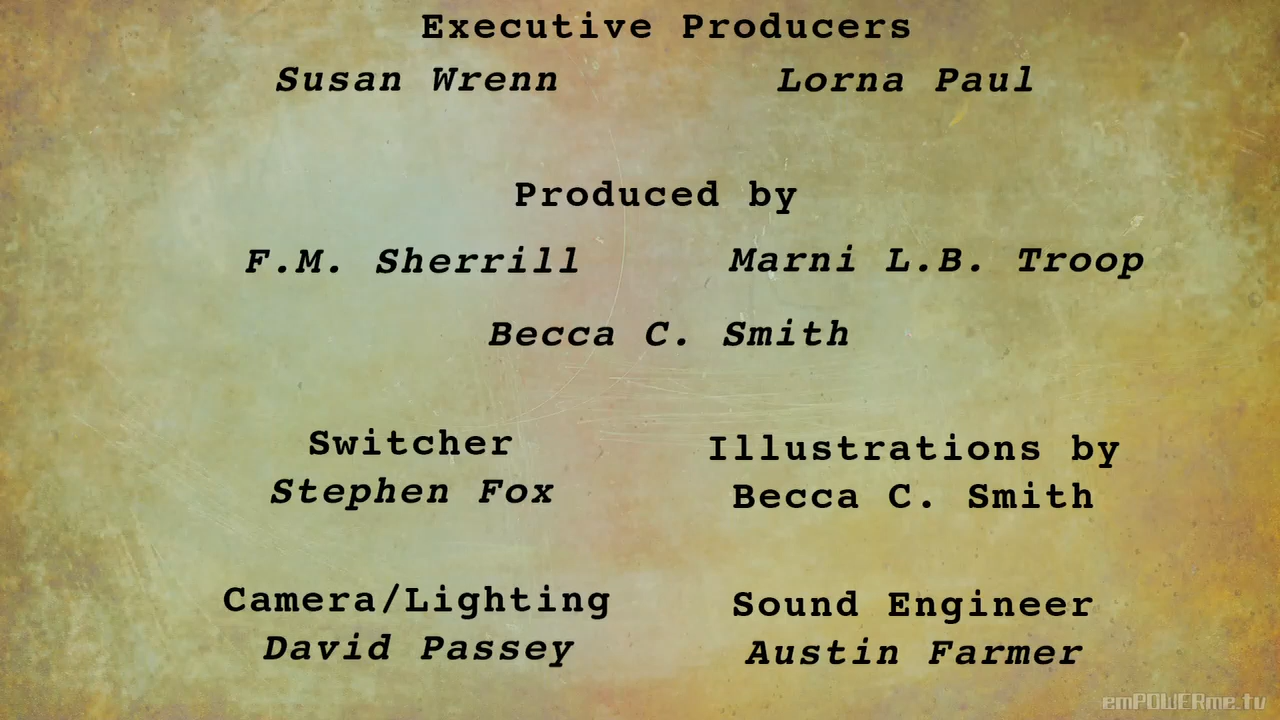 Executive Producers
Susan Wrenn Lorna Paul
Produced by
F.M. Sherrill Marni L.B. Troop
Becca C. Smith
Switcher
Stephen Fox
Illustrations by
Becca C. Smith
Camera/Lighting
David Passey
Sound Engineer
Austin Farmer
emPOWERme.tv